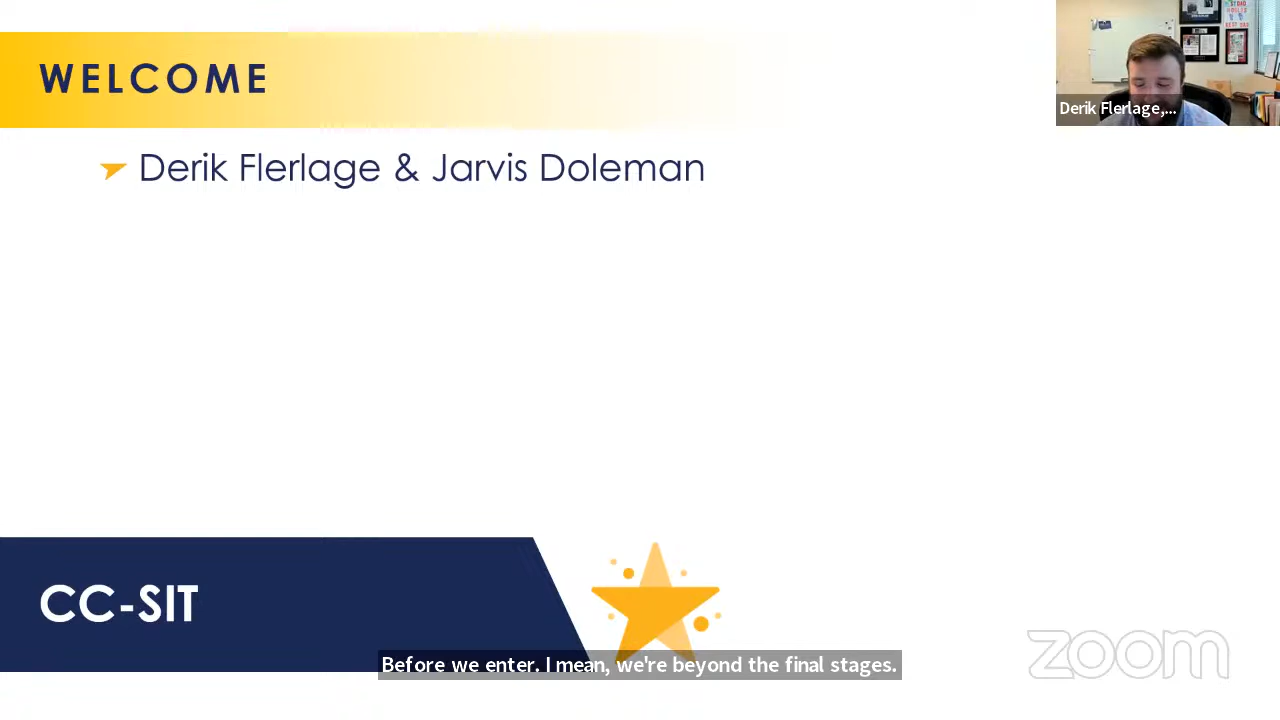 WELCOME
Derik Flerlage,...
Derik Flerlage & Jarvis Doleman
CC-SIT
Before we enter. I mean, we're beyond the final stages.
zoom